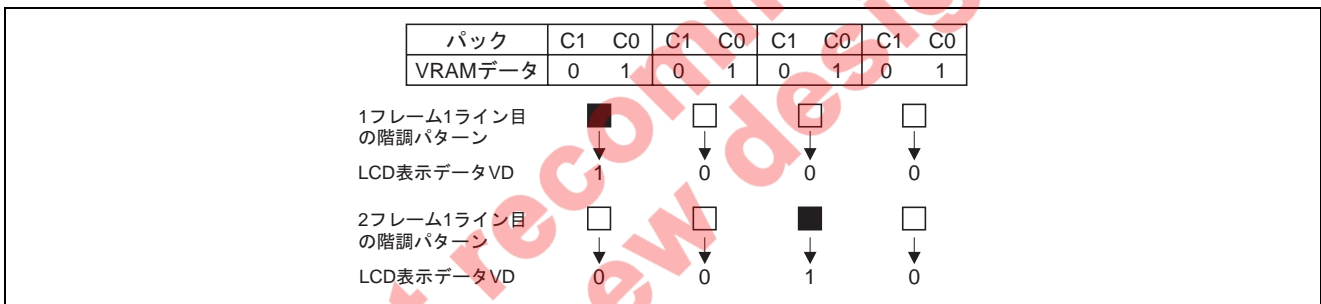 パック C1 C0 C1 C0 C1 C0 C1 C0
VRAMデータ 0 1 0 1 0 1 0 1
1フレーム1ライン目
の階調パターン
LCD表示データVD 1 0 0 0
2フレーム1ライン目
の階調パターン
LCD表示データVD 0 0 1 0